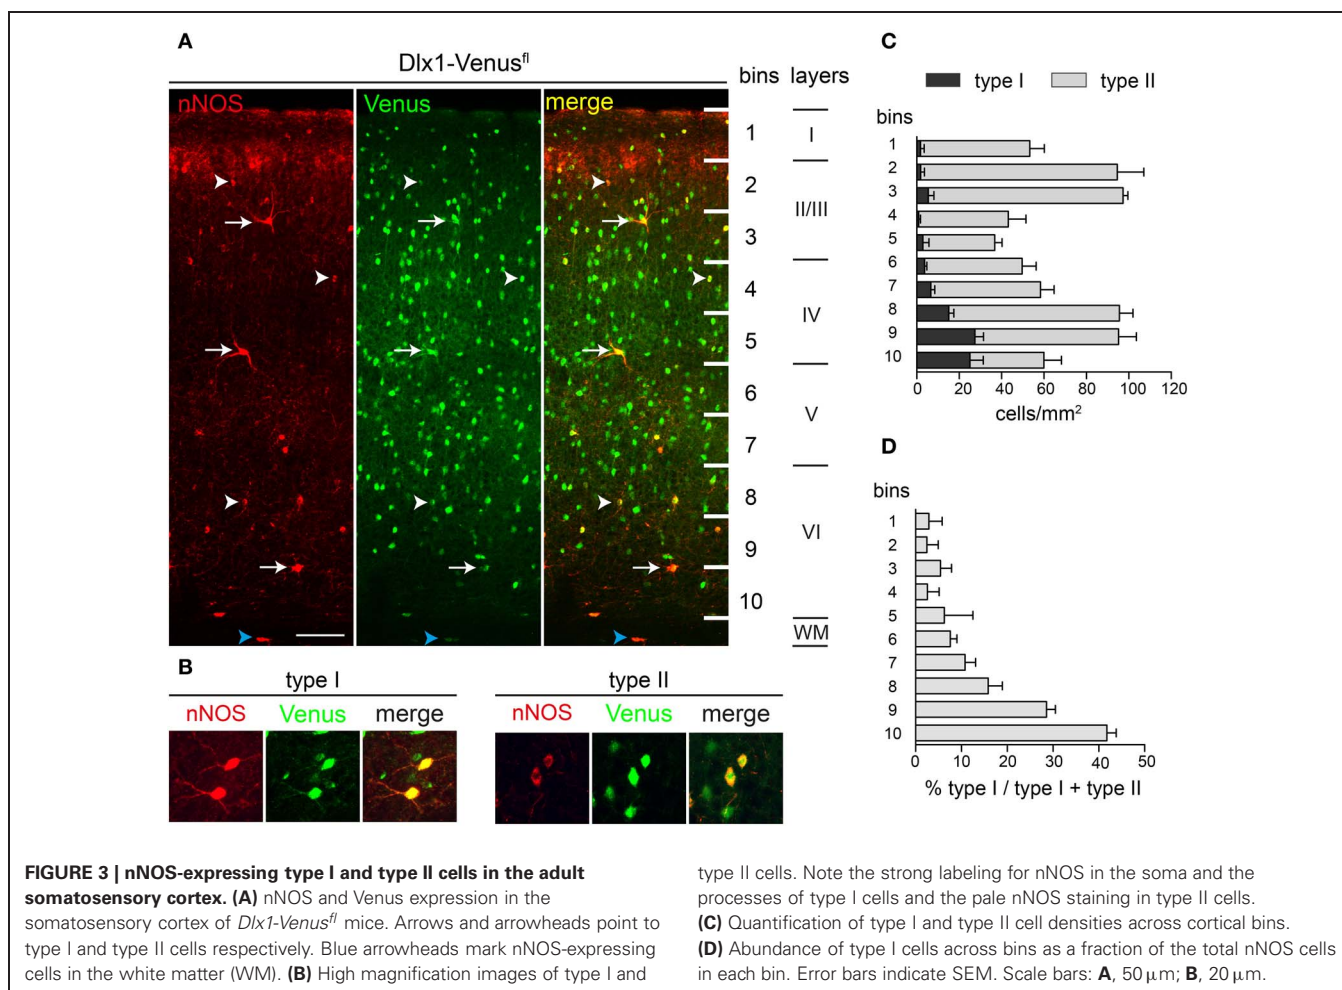 A
Dlx1-Venusfl
bins layers
nNOS Venus merge
1
2
3
4
5
6
7
8
9
10
I
II/III
IV
V
VI
WM
B
type I
nNOS Venus merge
type II
nNOS Venus merge
C
type I type II
bins
1
2
3
4
5
6
7
8
9
10
0 20 40 60 80 100 120
cells/mm2
D
bins
1
2
3
4
5
6
7
8
9
10
0 10 20 30 40 50
% type I / type I + type II
FIGURE 3 | nNOS-expressing type I and type II cells in the adult
somatosensory cortex. (A) nNOS and Venus expression in the
somatosensory cortex of Dlx1-Venusfl mice. Arrows and arrowheads point to
type I and type II cells respectively. Blue arrowheads mark nNOS-expressing
cells in the white matter (WM). (B) High magnification images of type I and
type II cells. Note the strong labeling for nNOS in the soma and the
processes of type I cells and the pale nNOS staining in type II cells.
(C) Quantification of type I and type II cell densities across cortical bins.
(D) Abundance of type I cells across bins as a fraction of the total nNOS cells
in each bin. Error bars indicate SEM. Scale bars: A, 50 μm; B, 20 μm.